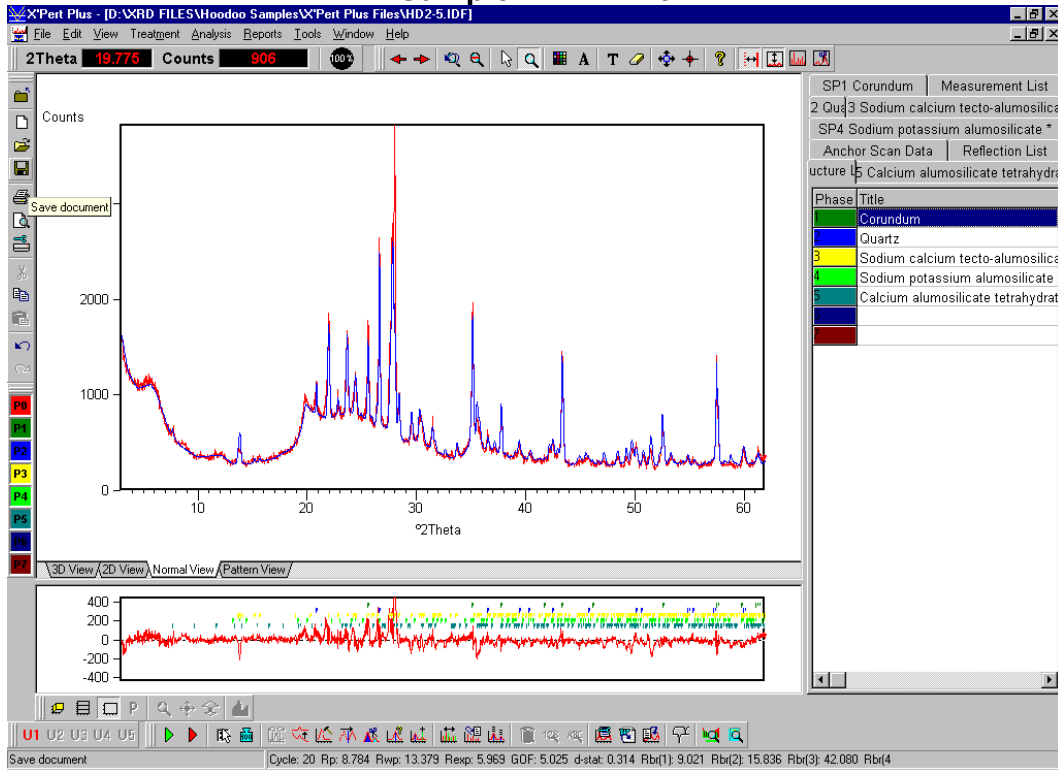 X'Pert Plus - [D:\XRD FILES\Hoodoo Samples\X'Pert Plus Files\HD2-5.IDF]
File Edit View Treatment Analysis Reports Tools Window Help
2Theta 19.775 Counts 906 100% A T ?
SP1 Corundum Measurement List
2 Qua 3 Sodium calcium tecto-alumosilica
SP4 Sodium potassium alumosilicate *
Anchor Scan Data Reflection List
ucture L 5 Calcium alumosilicate tetrahydra
Phase Title
1 Corundum
2 Quartz
3 Sodium calcium tecto-alumosilica
4 Sodium potassium alumosilicate
5 Calcium alumosilicate tetrahydrat
Counts
Save document
2000
1000
0
10 20 30 40 50 60
°2Theta
P0
P1
P2
P3
P4
P5
P6
P7
3D View 2D View Normal View Pattern View
400
200
0
-200
-400
P
U1 U2 U3 U4 U5
Save document Cycle: 20 Rp: 8.784 Rwp: 13.379 Rexp: 5.969 GOF: 5.025 d-stat: 0.314 Rbr(1): 9.021 Rbr(2): 15.836 Rbr(3): 42.080 Rbr(4